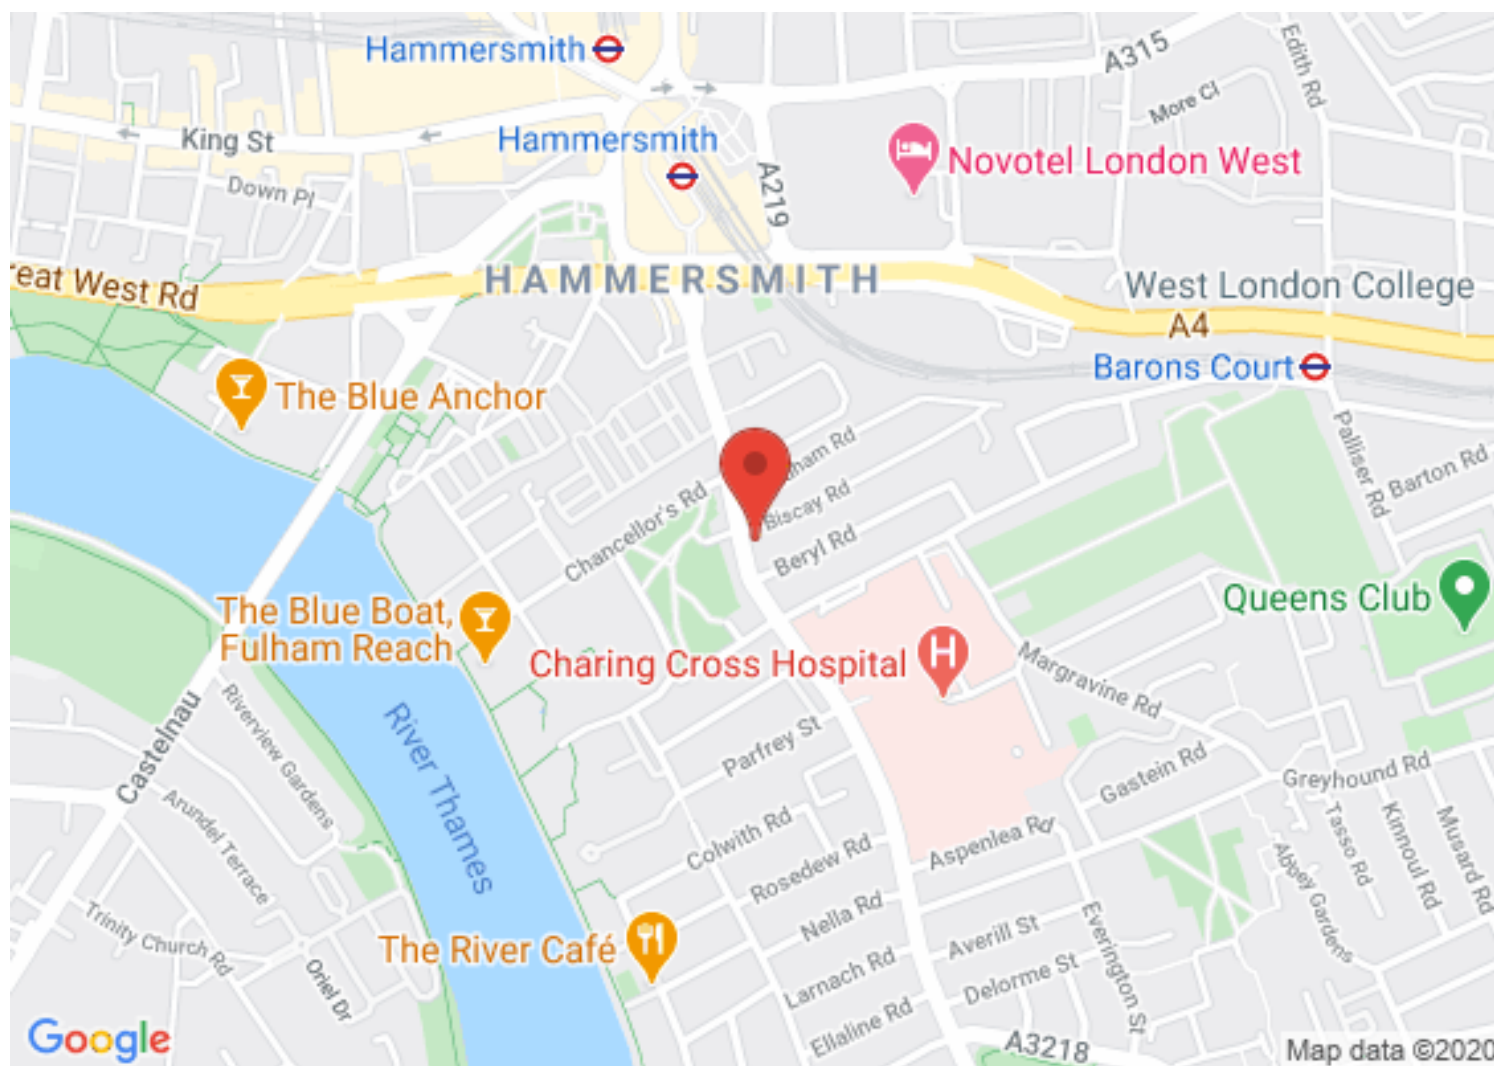 Hammersmith
A315
Edith Rd
More Cl
King St
Hammersmith
Novotel London West
Down Pl
A219
HAMMERSMITH
reat West Rd
West London College
A4
Barons Court
The Blue Anchor
Palliser Rd
Barton Rd
ham Rd
Chancellor's Rd
Biscay Rd
Beryl Rd
The Blue Boat,
Fulham Reach
Queens Club
Charing Cross Hospital
Margravine Rd
Castelnau
Riverview Gardens
River Thames
Parfrey St
Gastein Rd
Greyhound Rd
Arundel Terrace
Colwith Rd
Rosedew Rd
Aspenlea Rd
Tasso Rd
Kinnoul Rd
Musard Rd
Abbey Gardens
Trinity Church Rd
Oriel Dr
The River Café
Nella Rd
Averill St
Everington St
Larnach Rd
Delorme St
Ellaline Rd
A3218
Google
Map data ©2020